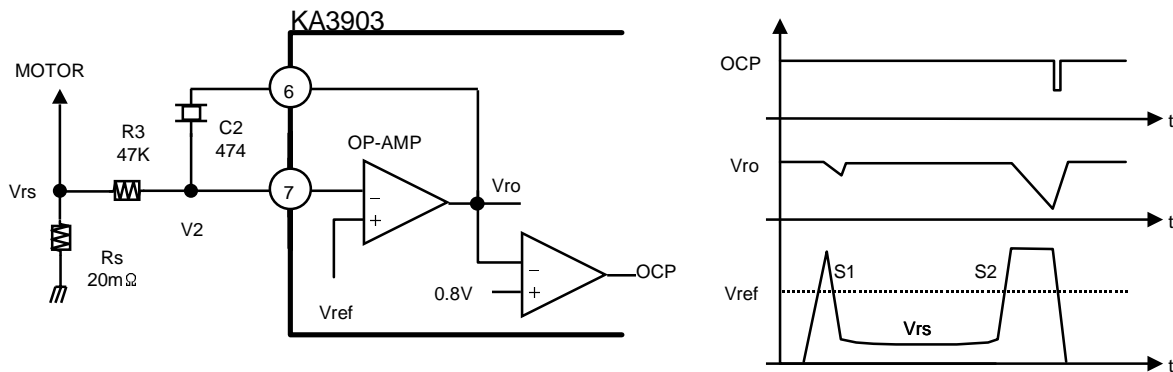 KA3903
MOTOR
R3
47K
C2
474
6
7
OP-AMP
−
+
Vrs
V2
Rs
20mΩ
Vref
Vro
0.8V
−
+
OCP
OCP
t
Vro
t
Vref
S1
S2
Vrs
t